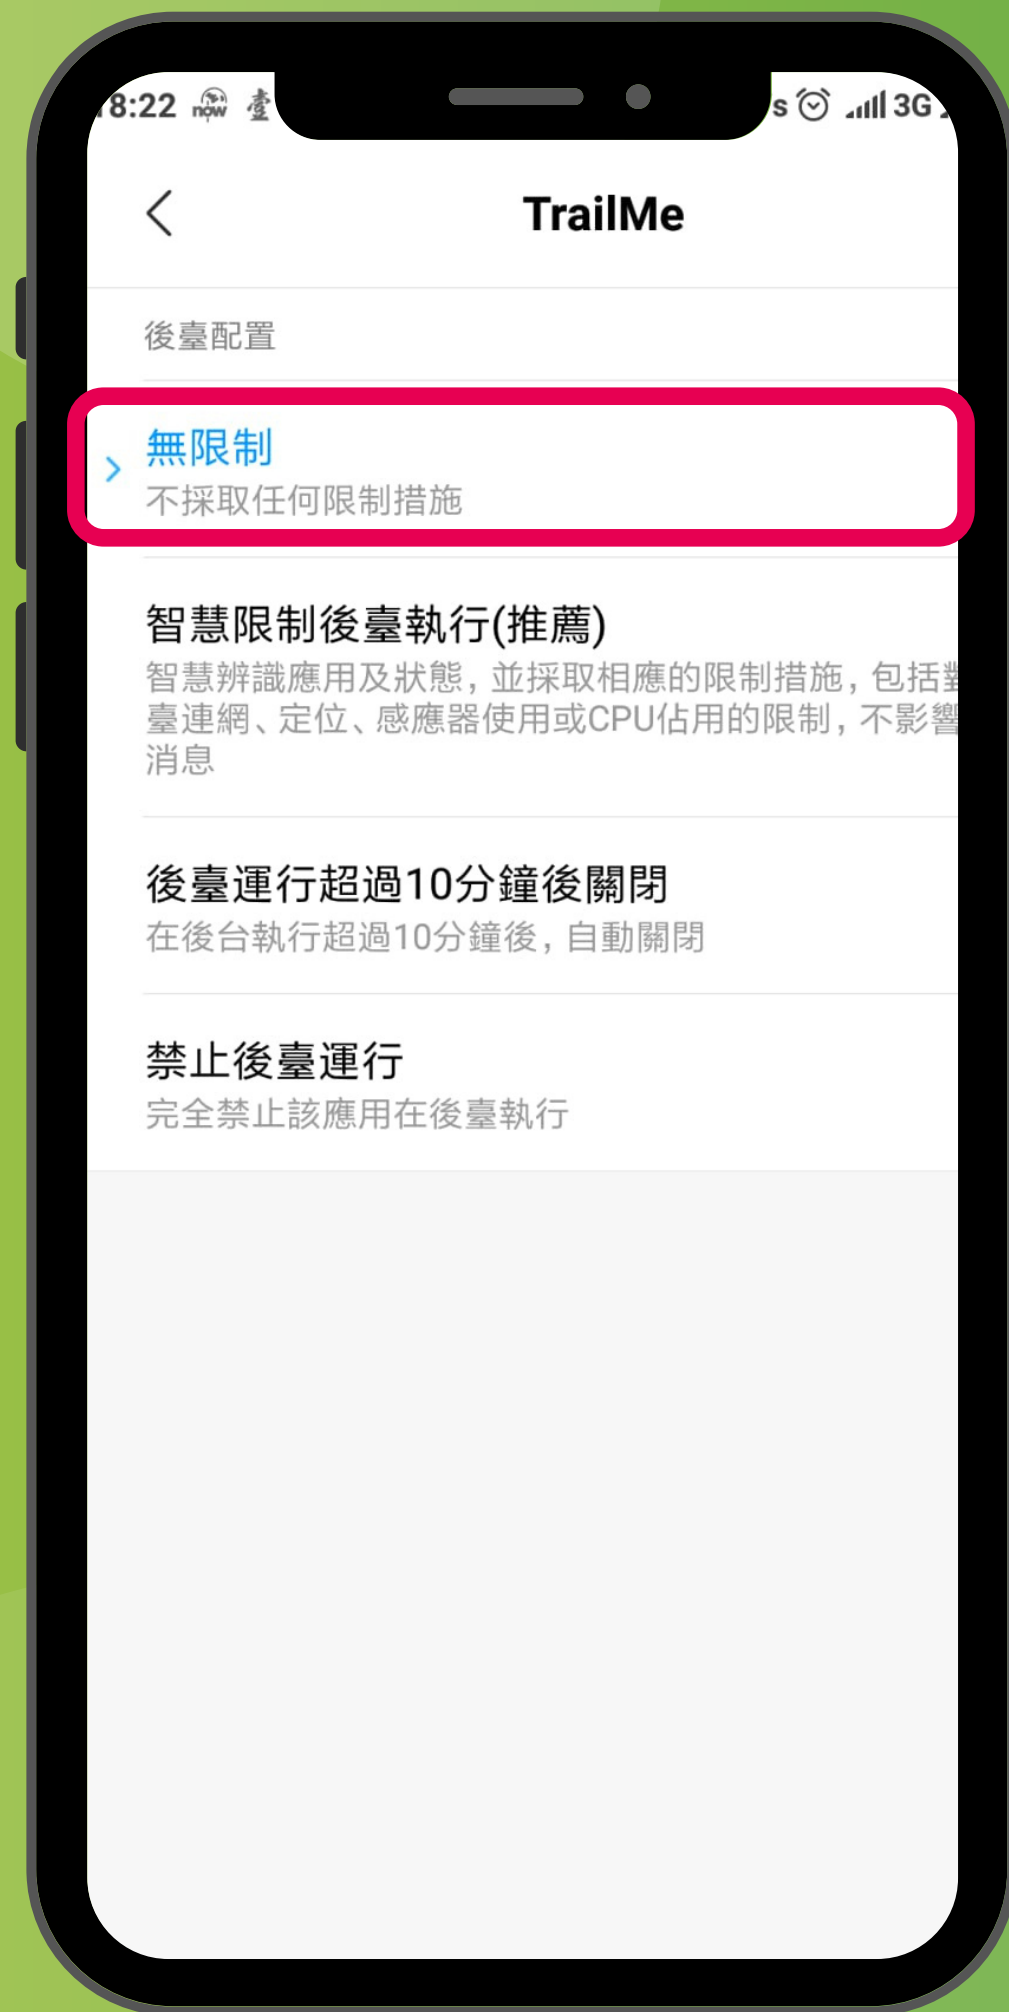 8:22 now 壹 s 3G
TrailMe
後臺配置
無限制
不採取任何限制措施
智慧限制後臺執行(推薦)
智慧辨識應用及狀態, 並採取相應的限制措施, 包括
臺連網、定位、感應器使用或CPU佔用的限制, 不影響
消息
後臺運行超過10分鐘後關閉
在後台執行超過10分鐘後, 自動關閉
禁止後臺運行
完全禁止該應用在後臺執行